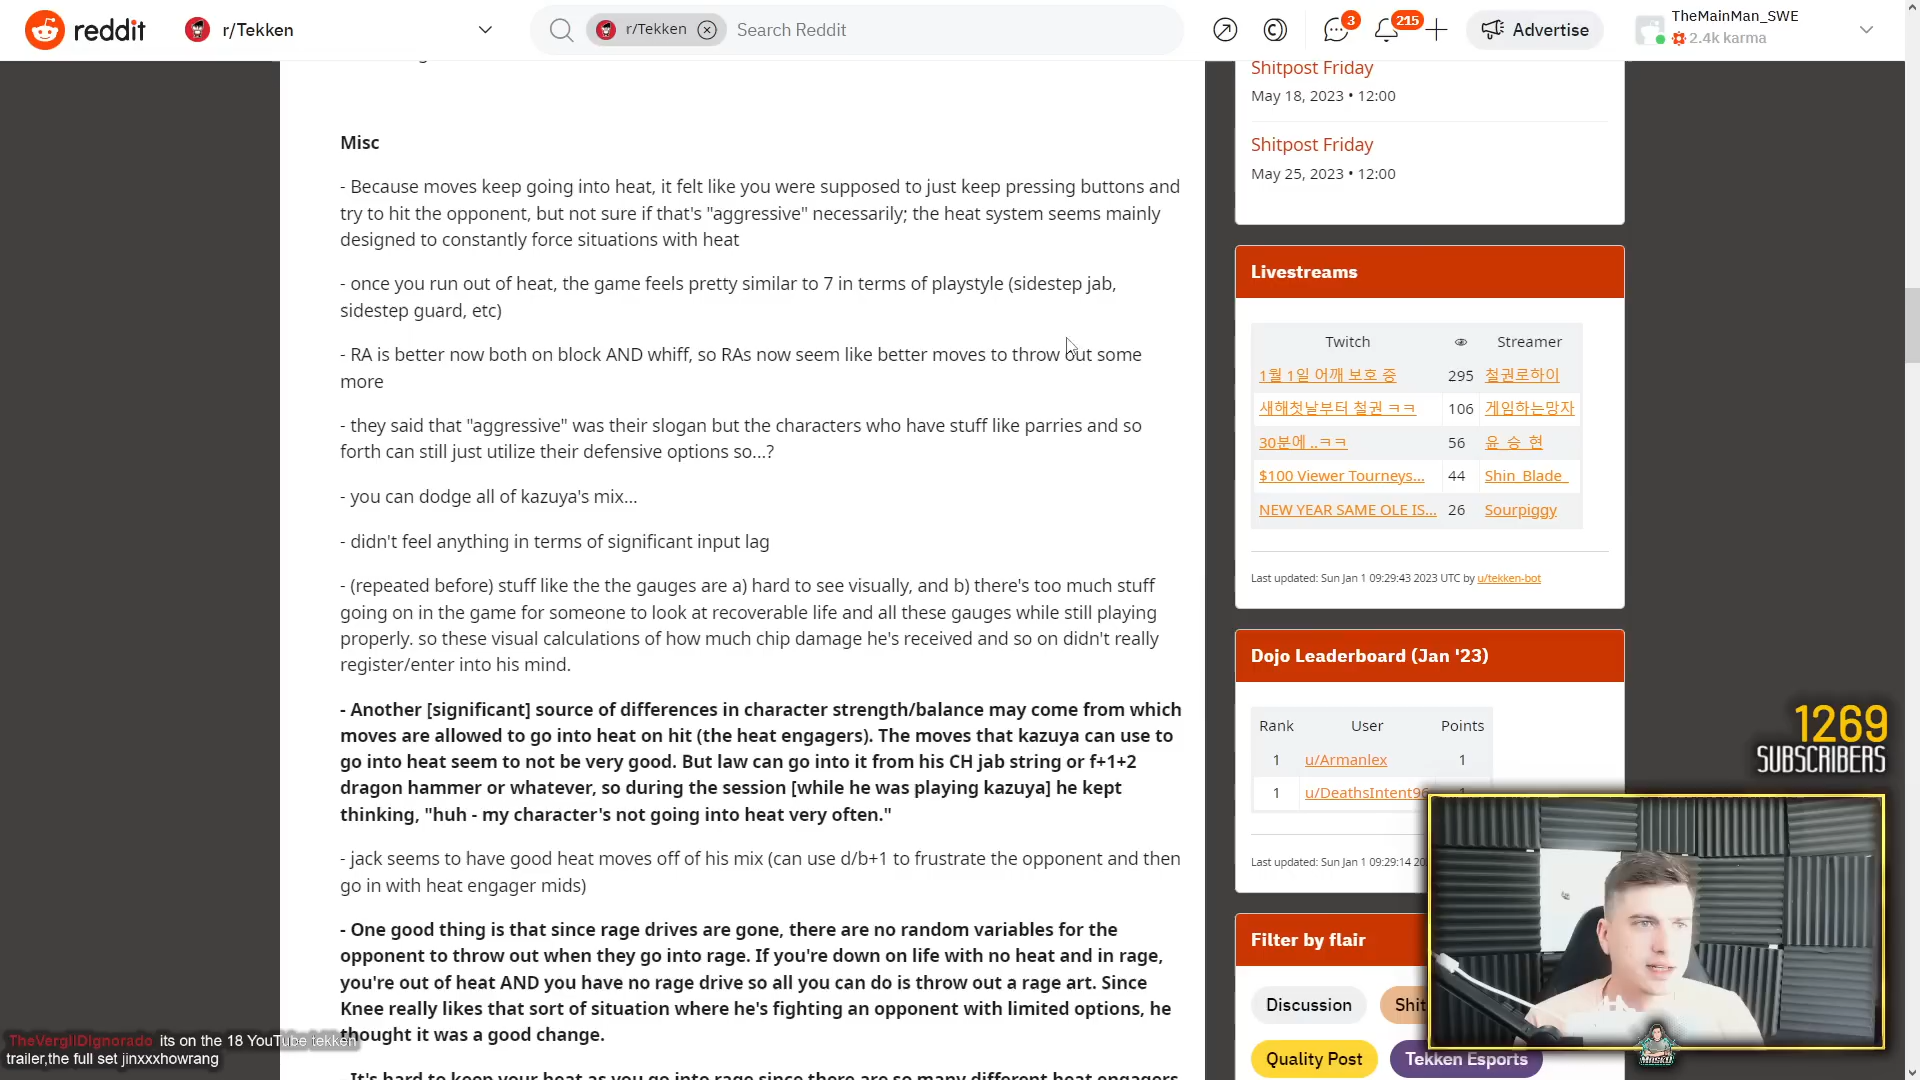 reddit
r/Tekken
r/Tekken
Search Reddit
3
215
Advertise
TheMainMan_SWE
2.4k karma
Misc
- Because moves keep going into heat, it felt like you were supposed to just keep pressing buttons and
try to hit the opponent, but not sure if that's "aggressive" necessarily; the heat system seems mainly
designed to constantly force situations with heat
- once you run out of heat, the game feels pretty similar to 7 in terms of playstyle (sidestep jab,
sidestep guard, etc)
- RA is better now both on block AND whiff, so RAs now seem like better moves to throw out some
more
- they said that "aggressive" was their slogan but the characters who have stuff like parries and so
forth can still just utilize their defensive options so...?
- you can dodge all of kazuya's mix...
- didn't feel anything in terms of significant input lag
- (repeated before) stuff like the the gauges are a) hard to see visually, and b) there's too much stuff
going on in the game for someone to look at recoverable life and all these gauges while still playing
properly. so these visual calculations of how much chip damage he's received and so on didn't really
register/enter into his mind.
- Another [significant] source of differences in character strength/balance may come from which
moves are allowed to go into heat on hit (the heat engagers). The moves that kazuya can use to
go into heat seem to not be very good. But law can go into it from his CH jab string or f+1+2
dragon hammer or whatever, so during the session [while he was playing kazuya] he kept
thinking, "huh - my character's not going into heat very often."
- jack seems to have good heat moves off of his mix (can use d/b+1 to frustrate the opponent and then
go in with heat engager mids)
- One good thing is that since rage drives are gone, there are no random variables for the
opponent to throw out when they go into rage. If you're down on life with no heat and in rage,
you're out of heat AND you have no rage drive so all you can do is throw out a rage art. Since
Knee really likes that sort of situation where he's fighting an opponent with limited options, he
thought it was a good change.
- It's hard to keep your heat as you go into rage since there are so many different heat engagers
TheVergilDIgnorado its on the 18 YouTube tekken
trailer,the full set jinxxxhowrang
Shitpost Friday
May 18, 2023 • 12:00
Shitpost Friday
May 25, 2023 • 12:00
Livestreams
Twitch Streamer
1월 1일 어깨 보호 중 295 철권로하이
새해첫날부터 철권 ㅋㅋ 106 게임하는망자
30분에 ..ㅋㅋ 56 윤_승_현
$100 Viewer Tourneys... 44 Shin_Blade_
NEW YEAR SAME OLE IS... 26 Sourpiggy
Last updated: Sun Jan 1 09:29:43 2023 UTC by u/tekken-bot
Dojo Leaderboard (Jan '23)
Rank User Points
1 u/Armanlex 1
1 u/DeathsIntent96 1
Last updated: Sun Jan 1 09:29:14 20
Filter by flair
Discussion Shit
Quality Post Tekken Esports
1269
SUBSCRIBERS